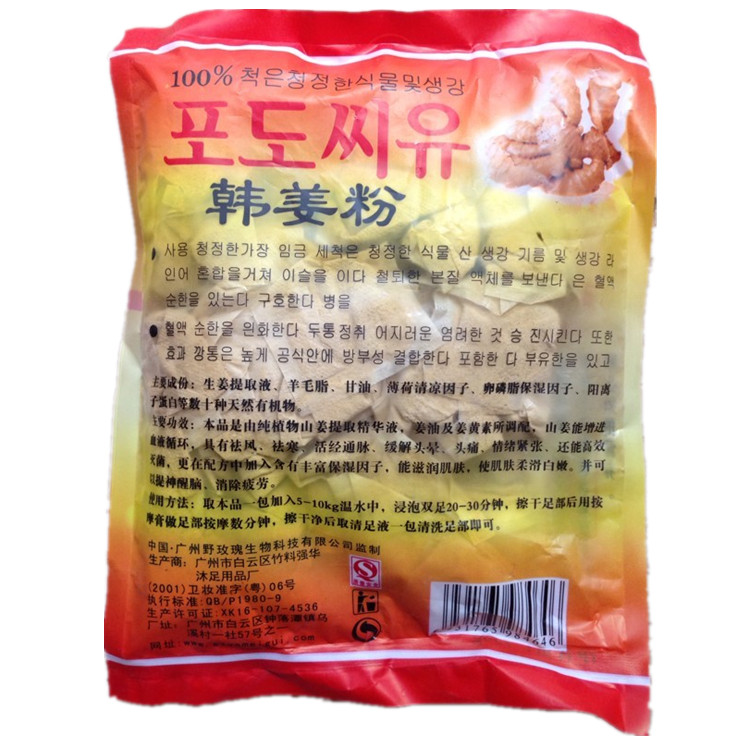 100% 척은청정한식물및생강
포도씨유
韩姜粉
사용 청정한가장 임금 세척은 청정한 식물 산 생강 기름 및 생강 라
인어 혼합을거쳐 이슬을 이다 철퇴한 본질 액체를 보낸다 은 혈액
순한을 있는다 구호한다 병을
혈액 순한을 원화한다 두통정취 어지러운 염려한 것 승 진시킨다 또한
효과 깡통은 높게 공식안에 방부성 결합한다 포함한 다 부유한을 있고
主要成份：生姜提取液、羊毛脂、甘油、薄荷清凉因子、卵磷脂保湿因子、阳离
子蛋白等数十种天然有机物
主要功效：本品是由纯植物山姜提取精华液，姜油及姜黄素所调配，山姜能增进
血液循环，具有祛风、祛寒、活经通脉、缓解头晕、头痛，情绪紧张、还能高效
灭菌，更在配方中加入含有丰富保湿因子，能滋润肌肤，使肌肤柔滑白嫩。并可
以提神醒脑、消除疲劳。
使用方法：取本品一包加入5-10kg温水中，浸泡双足20-30分钟，擦干足部后用按
摩膏做足部按摩数分钟，擦干净后取清足液一包清洗足部即可。
中国·广州野玫瑰生物科技有限公司监制
生产商：广州市白云区竹料强华
沐足用品厂
(2001)卫妆准字(粤)06号
执行标准:QB/P1980-9
生产许可证:XK16-107-4536
厂址：广州市白云区钟落潭镇乌
溪村一社57号之一
网址:www.